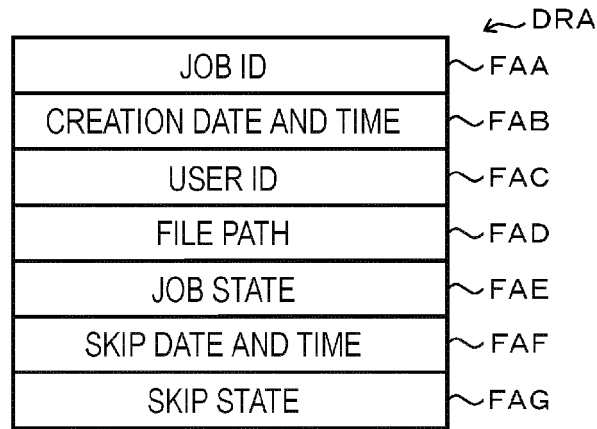 DRA
JOB ID FAA
CREATION DATE AND TIME FAB
USER ID FAC
FILE PATH FAD
JOB STATE FAE
SKIP DATE AND TIME FAF
SKIP STATE FAG